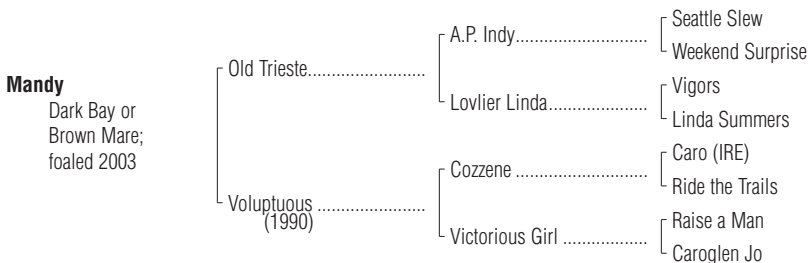 Seattle Slew
A.P. Indy..............................
Weekend Surprise
Old Trieste.........................
Vigors
Lovlier Linda......................
Linda Summers
Mandy
Dark Bay or
Brown Mare;
foaled 2003
Caro (IRE)
Cozzene .............................
Ride the Trails
Voluptuous .......................
(1990)
Raise a Man
Victorious Girl ...................
Caroglen Jo